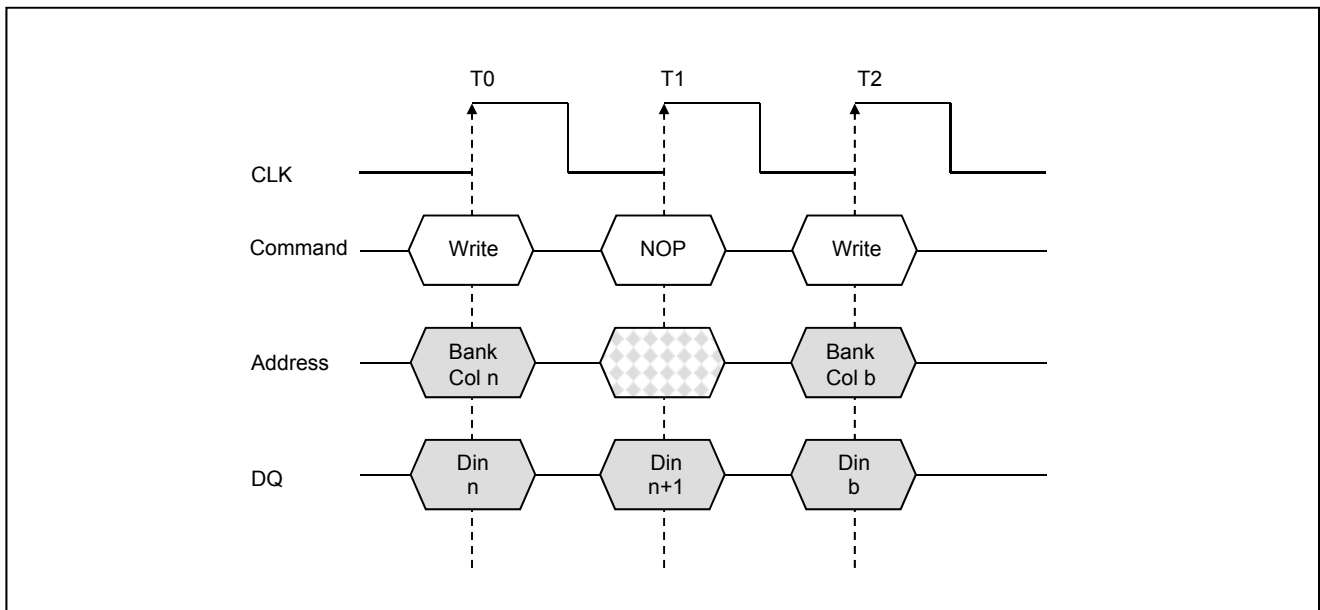 T0 T1 T2
CLK
Command Write NOP Write
Address Bank Col n Bank Col b
DQ Din n Din n+1 Din b